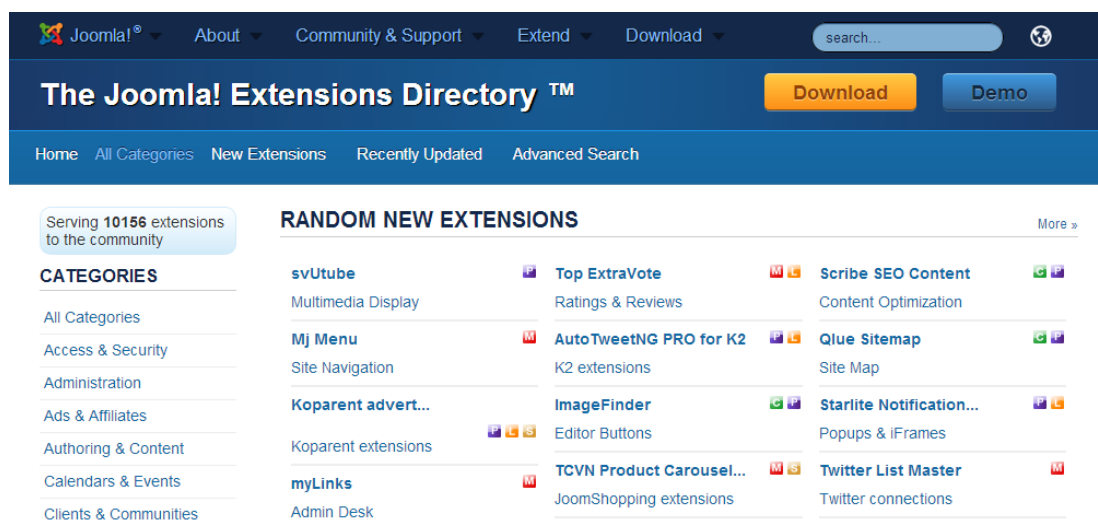 Joomla!® About Community & Support Extend Download search...
The Joomla! Extensions Directory ™ Download Demo
Home All Categories New Extensions Recently Updated Advanced Search
Serving 10156 extensions
to the community
CATEGORIES
All Categories
Access & Security
Administration
Ads & Affiliates
Authoring & Content
Calendars & Events
Clients & Communities
RANDOM NEW EXTENSIONS More »
svUtube P
Multimedia Display
Mj Menu M
Site Navigation
Koparent advert...
P L S
Koparent extensions
myLinks M
Admin Desk
Top ExtraVote M L
Ratings & Reviews
AutoTweetNG PRO for K2 P L
K2 extensions
ImageFinder C P
Editor Buttons
TCVN Product Carousel... M S
JoomShopping extensions
Scribe SEO Content C P
Content Optimization
Qlue Sitemap C P
Site Map
Starlite Notification... P L
Popups & iFrames
Twitter List Master M
Twitter connections